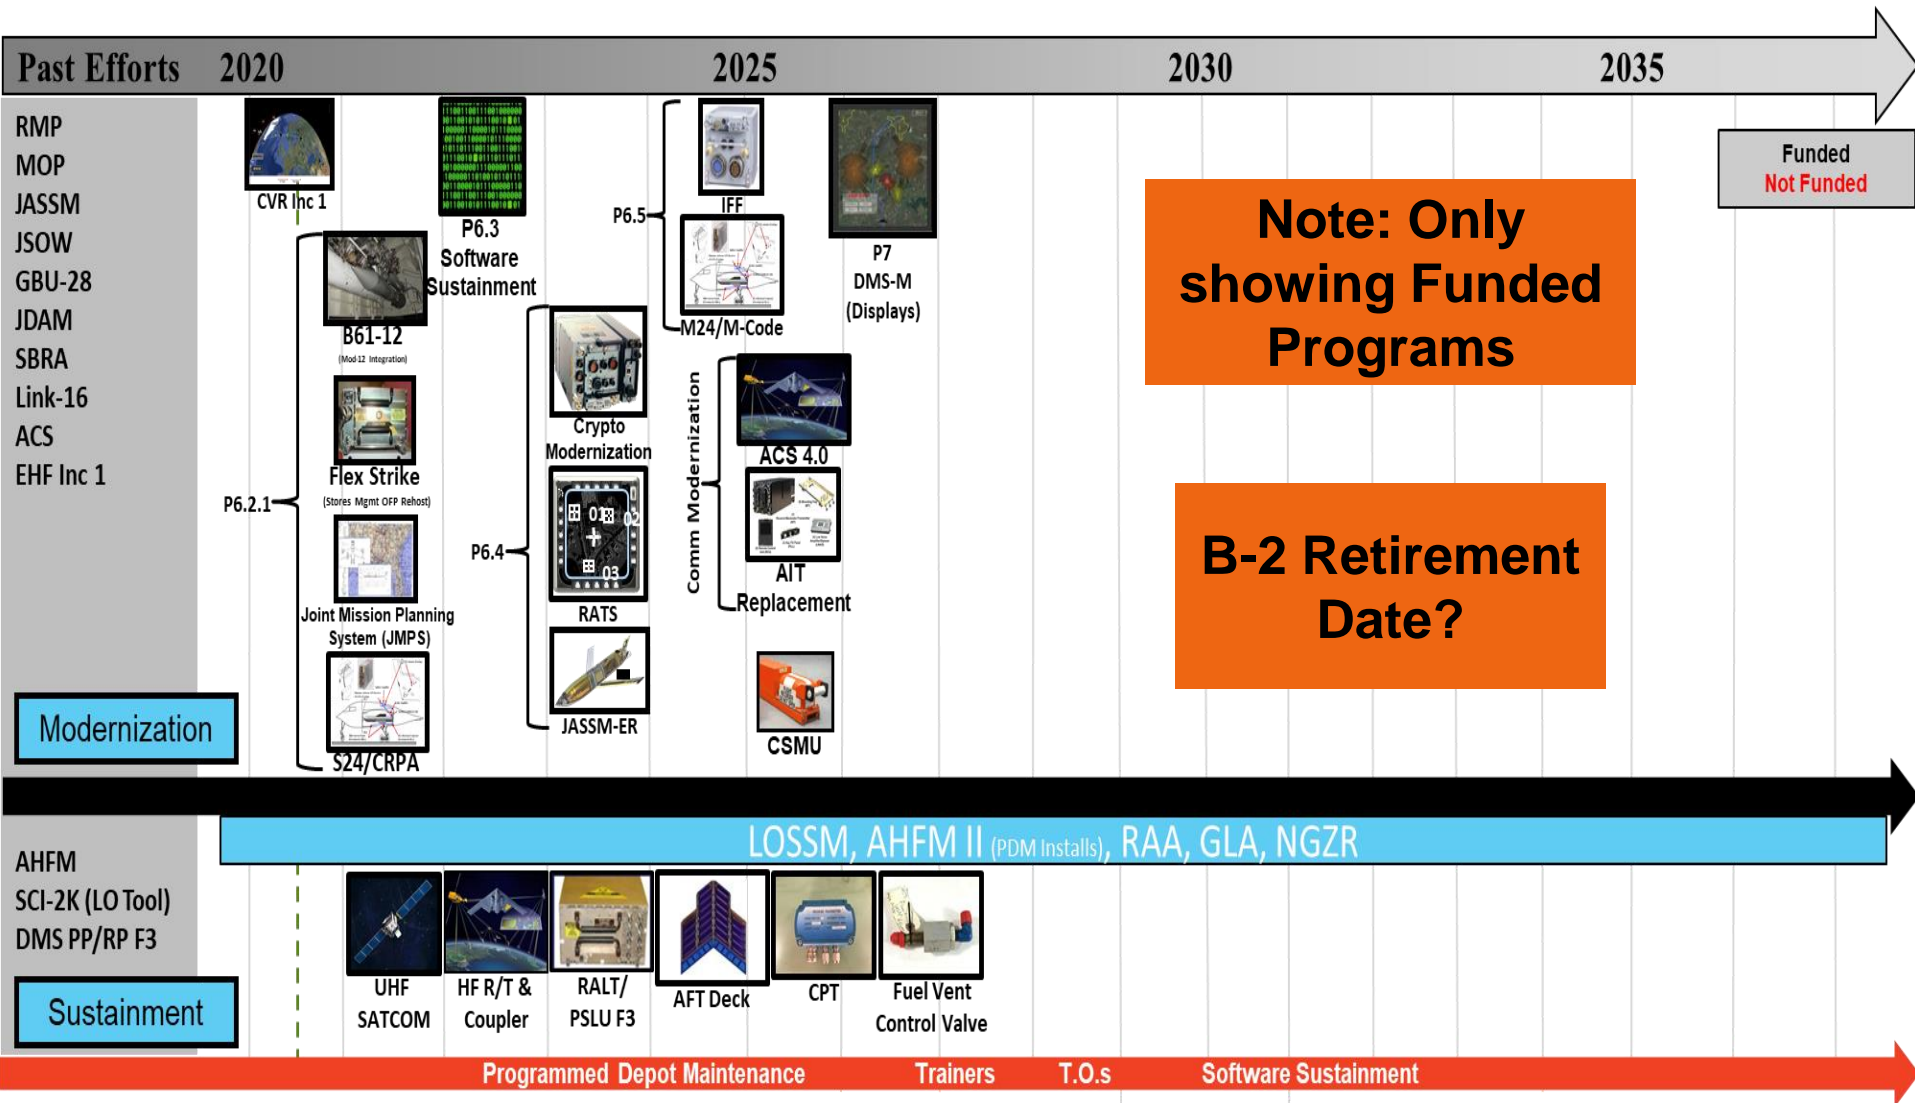 Past Efforts 2020 2025 2030 2035
RMP
MOP
JASSM
JSOW
GBU-28
JDAM
SBRA
Link-16
ACS
EHF Inc 1
Modernization
CVR Inc 1
P6.2.1
B61-12
(Mod-12 Integration)
Flex Strike
(Stores Mgmt OFP Rehost)
Joint Mission Planning
System (JMPS)
S24/CRPA
P6.3
Software
Sustainment
P6.4
Crypto
Modernization
01
02
03
RATS
JASSM-ER
P6.5
IFF
M24/M-Code
Comm Modernization
ACS 4.0
AIT
Replacement
CSMU
P7
DMS-M
(Displays)
Note: Only
showing Funded
Programs
B-2 Retirement
Date?
Funded
Not Funded
LOSSM, AHFM II (PDM Installs), RAA, GLA, NGZR
AHFM
SCI-2K (LO Tool)
DMS PP/RP F3
Sustainment
UHF
SATCOM
HF R/T &
Coupler
RALT/
PSLU F3
AFT Deck
CPT
Fuel Vent
Control Valve
Programmed Depot Maintenance Trainers T.O.s Software Sustainment